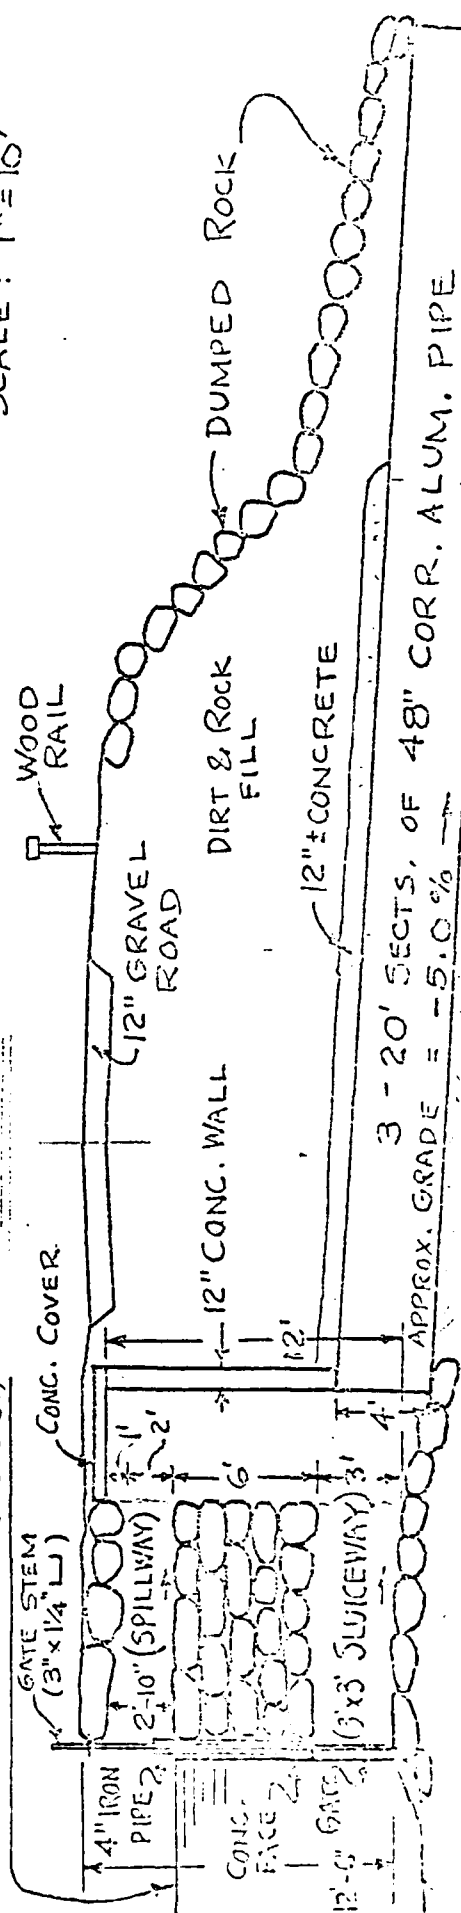 SCALE: 1" = 10'
WOOD
RAIL
DUMPED ROCK
CONC. COVER
GATE STEM
(3" x 1¼" ⊔)
12" GRAVEL
ROAD
DIRT & ROCK
FILL
12" CONC. WALL
12"± CONCRETE
4" IRON
PIPE
2'-10" (SPILLWAY)
1'
2'
6'
3'
12'
4'
CONC.
FACE
GATE
(3'x3' SLUICEWAY)
12'-0"
3 - 20' SECTS. OF 48" CORR. ALUM. PIPE
APPROX. GRADE = -5.0%